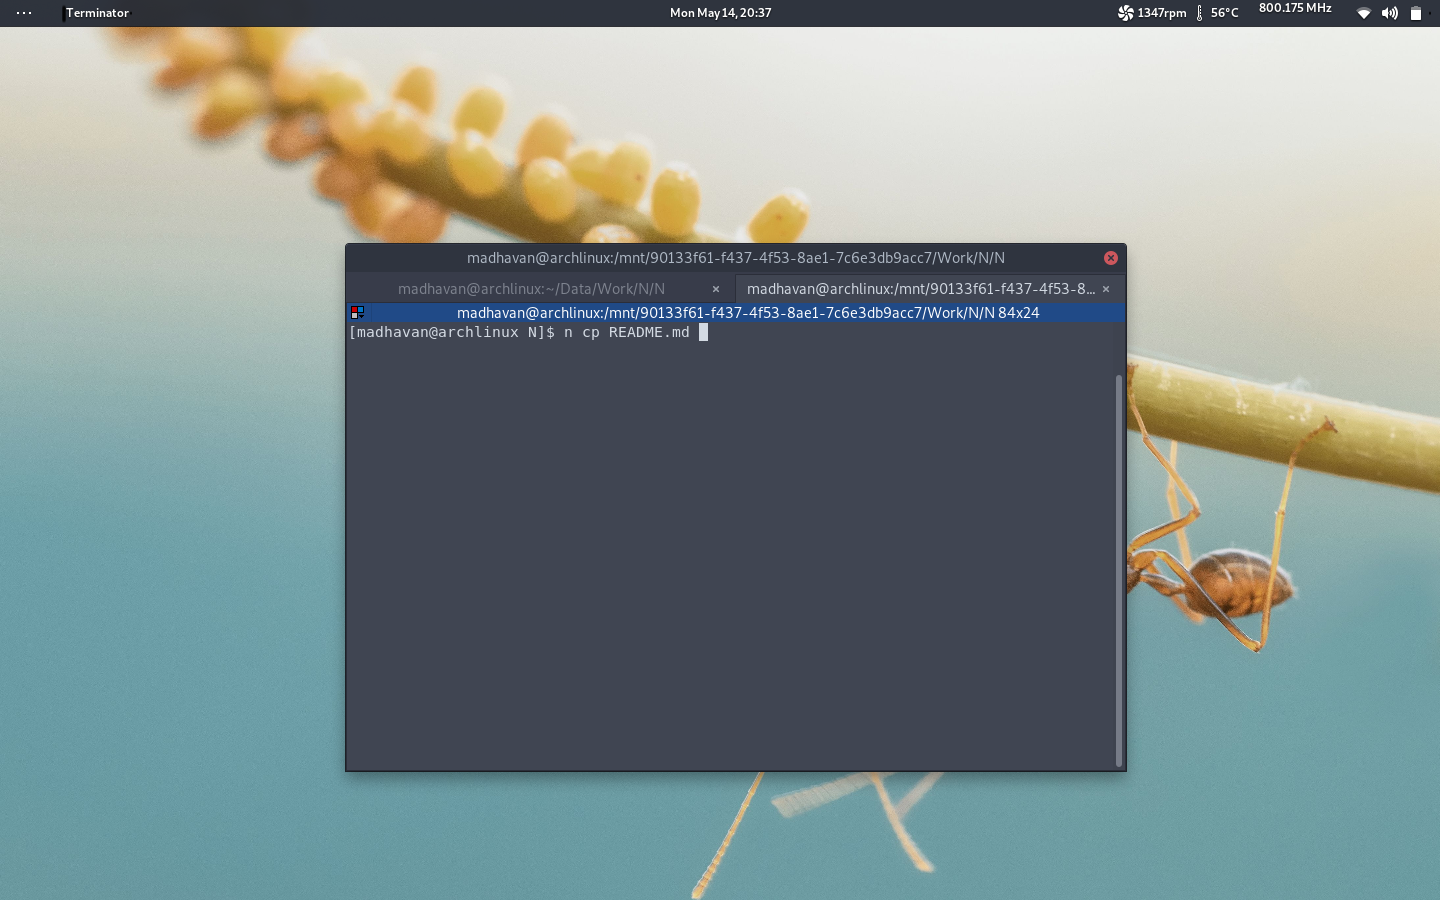 Terminator
Mon May 14, 20:37
1347rpm 56°C 800.175 MHz
madhavan@archlinux:/mnt/90133f61-f437-4f53-8ae1-7c6e3db9acc7/Work/N/N
madhavan@archlinux:~/Data/Work/N/N × madhavan@archlinux:/mnt/90133f61-f437-4f53-8... ×
madhavan@archlinux:/mnt/90133f61-f437-4f53-8ae1-7c6e3db9acc7/Work/N/N 84x24
[madhavan@archlinux N]$ n cp README.md